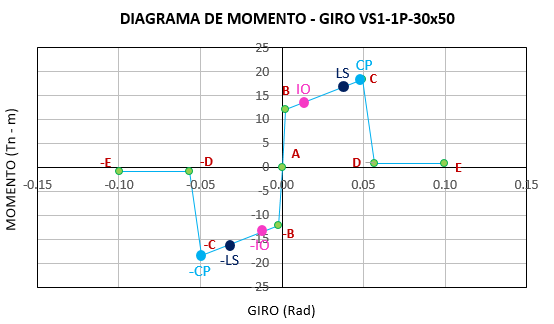 DIAGRAMA DE MOMENTO - GIRO VS1-1P-30x50
25
20
15
10
5
0
-5
-10
-15
-20
25
-0.15
-0.10
-0.05
0.00
0.05
0.10
0.15
MOMENTO (Tn - m)
GIRO (Rad)
CP
LS
C
IO
B
A
D
E
-E
-D
-B
-IO
-C
-LS
-CP